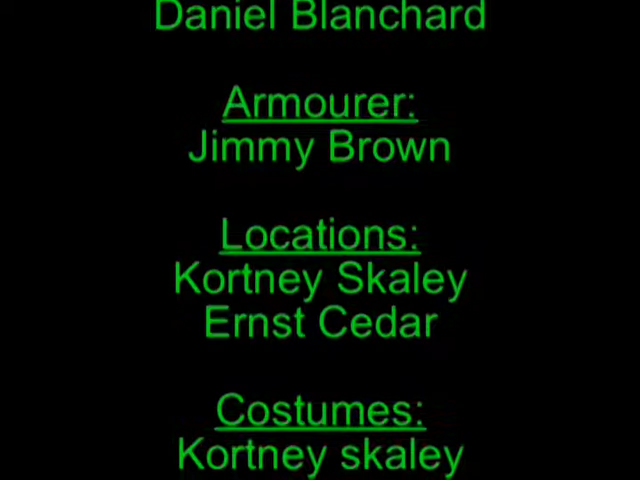 Daniel Blanchard
Armourer:
Jimmy Brown
Locations:
Kortney Skaley
Ernst Cedar
Costumes:
Kortney skaley